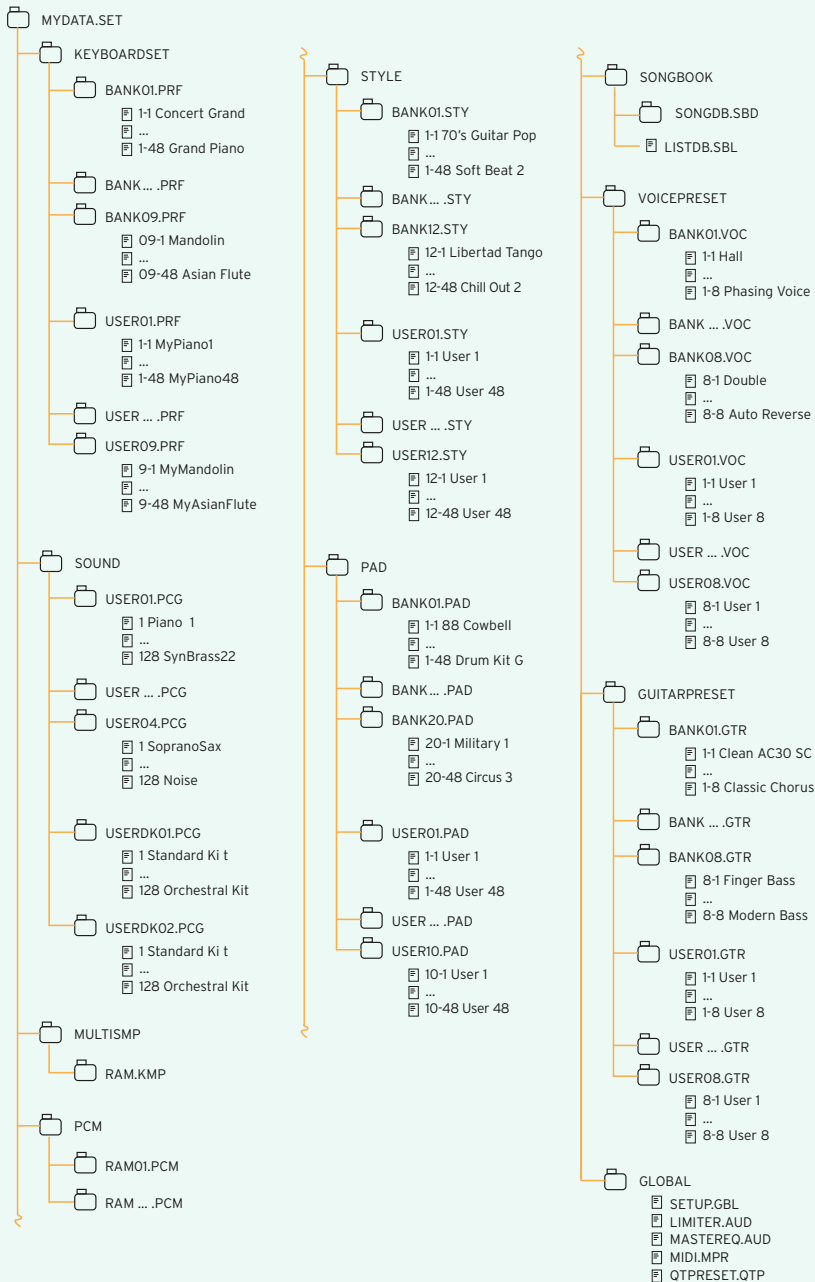 MYDATA.SET
KEYBOARDSET
BANK01.PRF
1-1 Concert Grand
...
1-48 Grand Piano
BANK... .PRF
BANK09.PRF
09-1 Mandolin
...
09-48 Asian Flute
USER01.PRF
1-1 MyPiano1
...
1-48 MyPiano48
USER ... .PRF
USER09.PRF
9-1 MyMandolin
...
9-48 MyAsianFlute
SOUND
USER01.PCG
1 Piano 1
...
128 SynBrass22
USER ... .PCG
USER04.PCG
1 SopranoSax
...
128 Noise
USERDK01.PCG
1 Standard Ki t
...
128 Orchestral Kit
USERDK02.PCG
1 Standard Ki t
...
128 Orchestral Kit
MULTISMP
RAM.KMP
PCM
RAM01.PCM
RAM ... .PCM
STYLE
BANK01.STY
1-1 70's Guitar Pop
...
1-48 Soft Beat 2
BANK... .STY
BANK12.STY
12-1 Libertad Tango
...
12-48 Chill Out 2
USER01.STY
1-1 User 1
...
1-48 User 48
USER ... .STY
USER12.STY
12-1 User 1
...
12-48 User 48
PAD
BANK01.PAD
1-1 88 Cowbell
...
1-48 Drum Kit G
BANK... .PAD
BANK20.PAD
20-1 Military 1
...
20-48 Circus 3
USER01.PAD
1-1 User 1
...
1-48 User 48
USER ... .PAD
USER10.PAD
10-1 User 1
...
10-48 User 48
SONGBOOK
SONGDB.SBD
LISTDB.SBL
VOICEPRESET
BANK01.VOC
1-1 Hall
...
1-8 Phasing Voice
BANK ... .VOC
BANK08.VOC
8-1 Double
...
8-8 Auto Reverse
USER01.VOC
1-1 User 1
...
1-8 User 8
USER ... .VOC
USER08.VOC
8-1 User 1
...
8-8 User 8
GUITARPRESET
BANK01.GTR
1-1 Clean AC30 SC
...
1-8 Classic Chorus
BANK ... .GTR
BANK08.GTR
8-1 Finger Bass
...
8-8 Modern Bass
USER01.GTR
1-1 User 1
...
1-8 User 8
USER ... .GTR
USER08.GTR
8-1 User 1
...
8-8 User 8
GLOBAL
SETUP.GBL
LIMITER.AUD
MASTEREQ.AUD
MIDI.MPR
QTPRESET.QTP